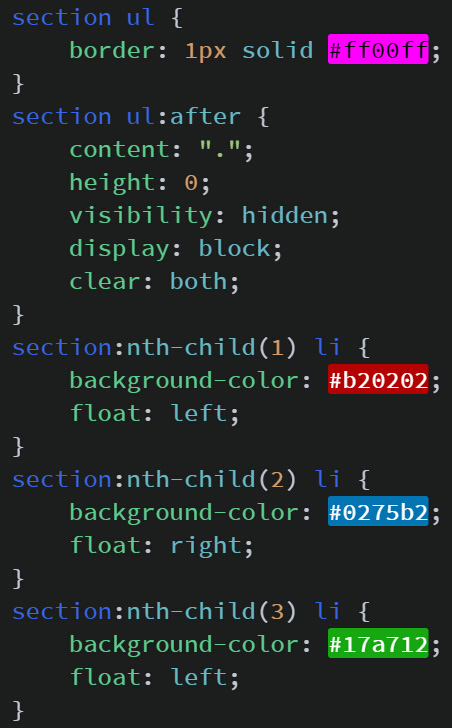 section ul {
    border: 1px solid #ff00ff;
}
section ul:after {
    content: ".";
    height: 0;
    visibility: hidden;
    display: block;
    clear: both;
}
section:nth-child(1) li {
    background-color: #b20202;
    float: left;
}
section:nth-child(2) li {
    background-color: #0275b2;
    float: right;
}
section:nth-child(3) li {
    background-color: #17a712;
    float: left;
}